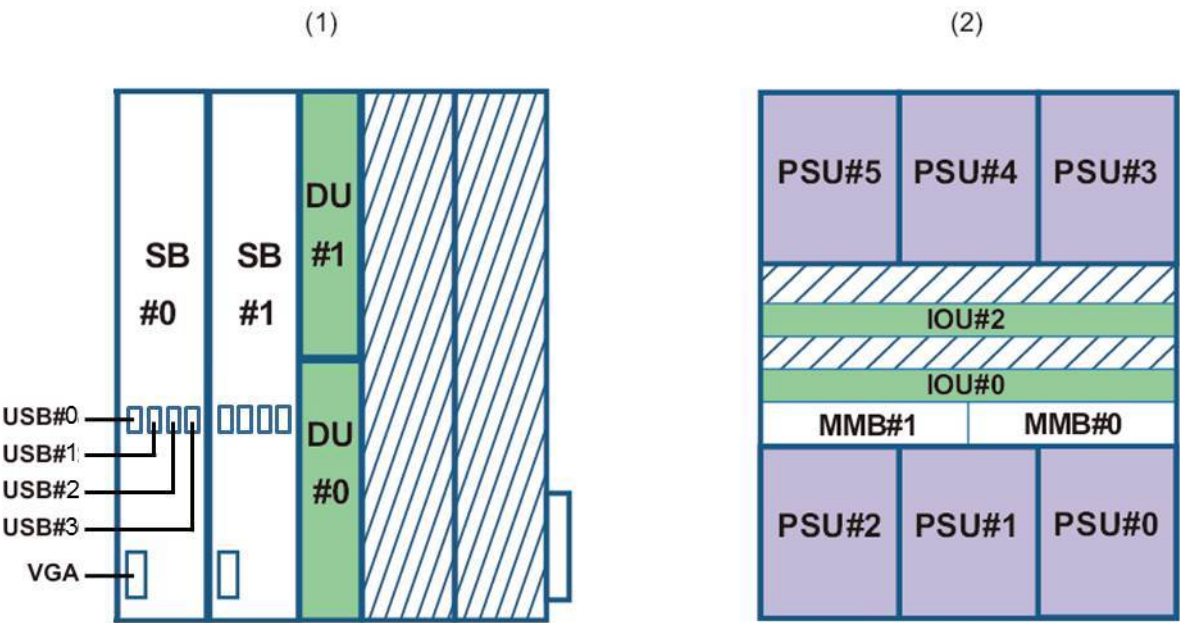 (1)
(2)
DU
#1
SB
#0
SB
#1
USB#0
USB#1
USB#2
USB#3
VGA
DU
#0
PSU#5 PSU#4 PSU#3
IOU#2
IOU#0
MMB#1 MMB#0
PSU#2 PSU#1 PSU#0